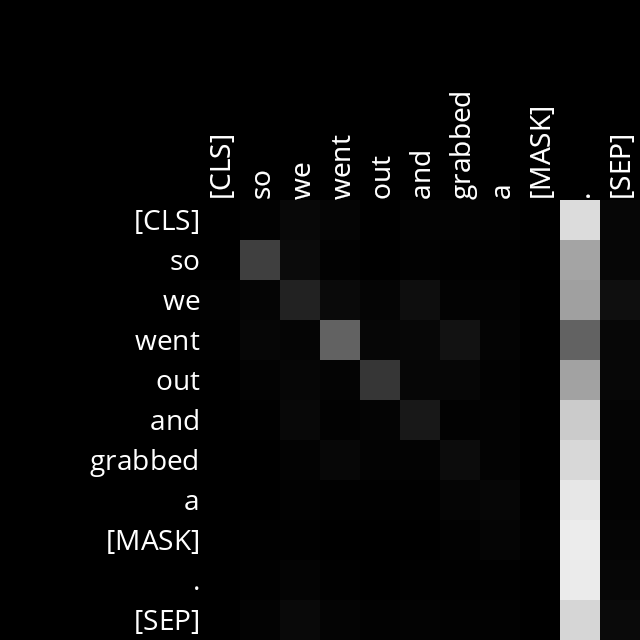 [CLS] so we went out and grabbed a [MASK] . [SEP]
[CLS]
so
we
went
out
and
grabbed
a
[MASK]
.
[SEP]